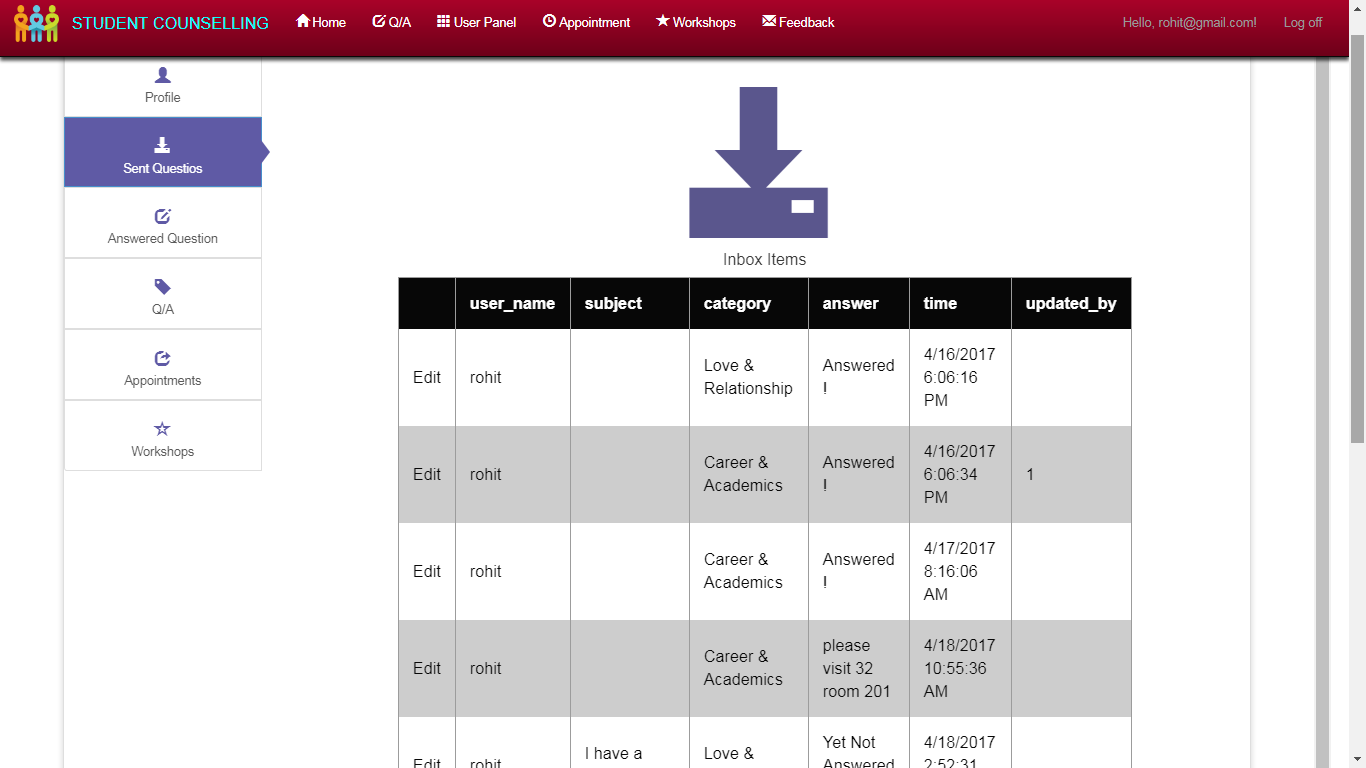 STUDENT COUNSELLING Home Q/A User Panel Appointment Workshops Feedback Hello, rohit@gmail.com! Log off
Profile
Sent Questios
Answered Question
Q/A
Appointments
Workshops
Inbox Items
user_name subject category answer time updated_by
Edit rohit Love & Relationship Answered ! 4/16/2017 6:06:16 PM
Edit rohit Career & Academics Answered ! 4/16/2017 6:06:34 PM 1
Edit rohit Career & Academics Answered ! 4/17/2017 8:16:06 AM
Edit rohit Career & Academics please visit 32 room 201 4/18/2017 10:55:36 AM
Edit rohit I have a Love & Yet Not Answered 4/18/2017 2:52:31